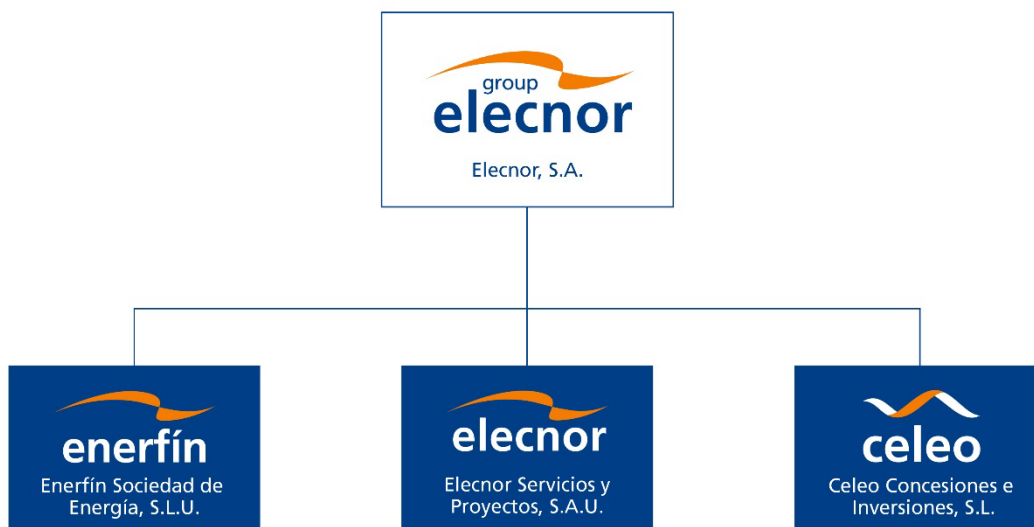 group
elecnor
Elecnor, S.A.
enerfín
Enerfín Sociedad de
Energía, S.L.U.
elecnor
Elecnor Servicios y
Proyectos, S.A.U.
celeo
Celeo Concesiones e
Inversiones, S.L.